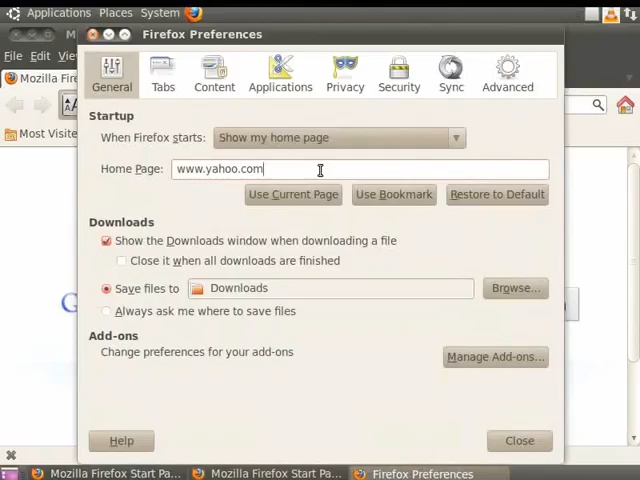 Applications Places System
Firefox Preferences
File Edit
Mozilla
General Tabs Content Applications Privacy Security Sync Advanced
Most Visite
Startup
When Firefox starts: Show my home page
Home Page: www.yahoo.com
Use Current Page Use Bookmark Restore to Default
Downloads
Show the Downloads window when downloading a file
Close it when all downloads are finished
Save files to Downloads Browse...
Always ask me where to save files
Add-ons
Change preferences for your add-ons Manage Add-ons...
Help Close
Mozilla Firefox Start Pa... Mozilla Firefox Start Pa... Firefox Preferences